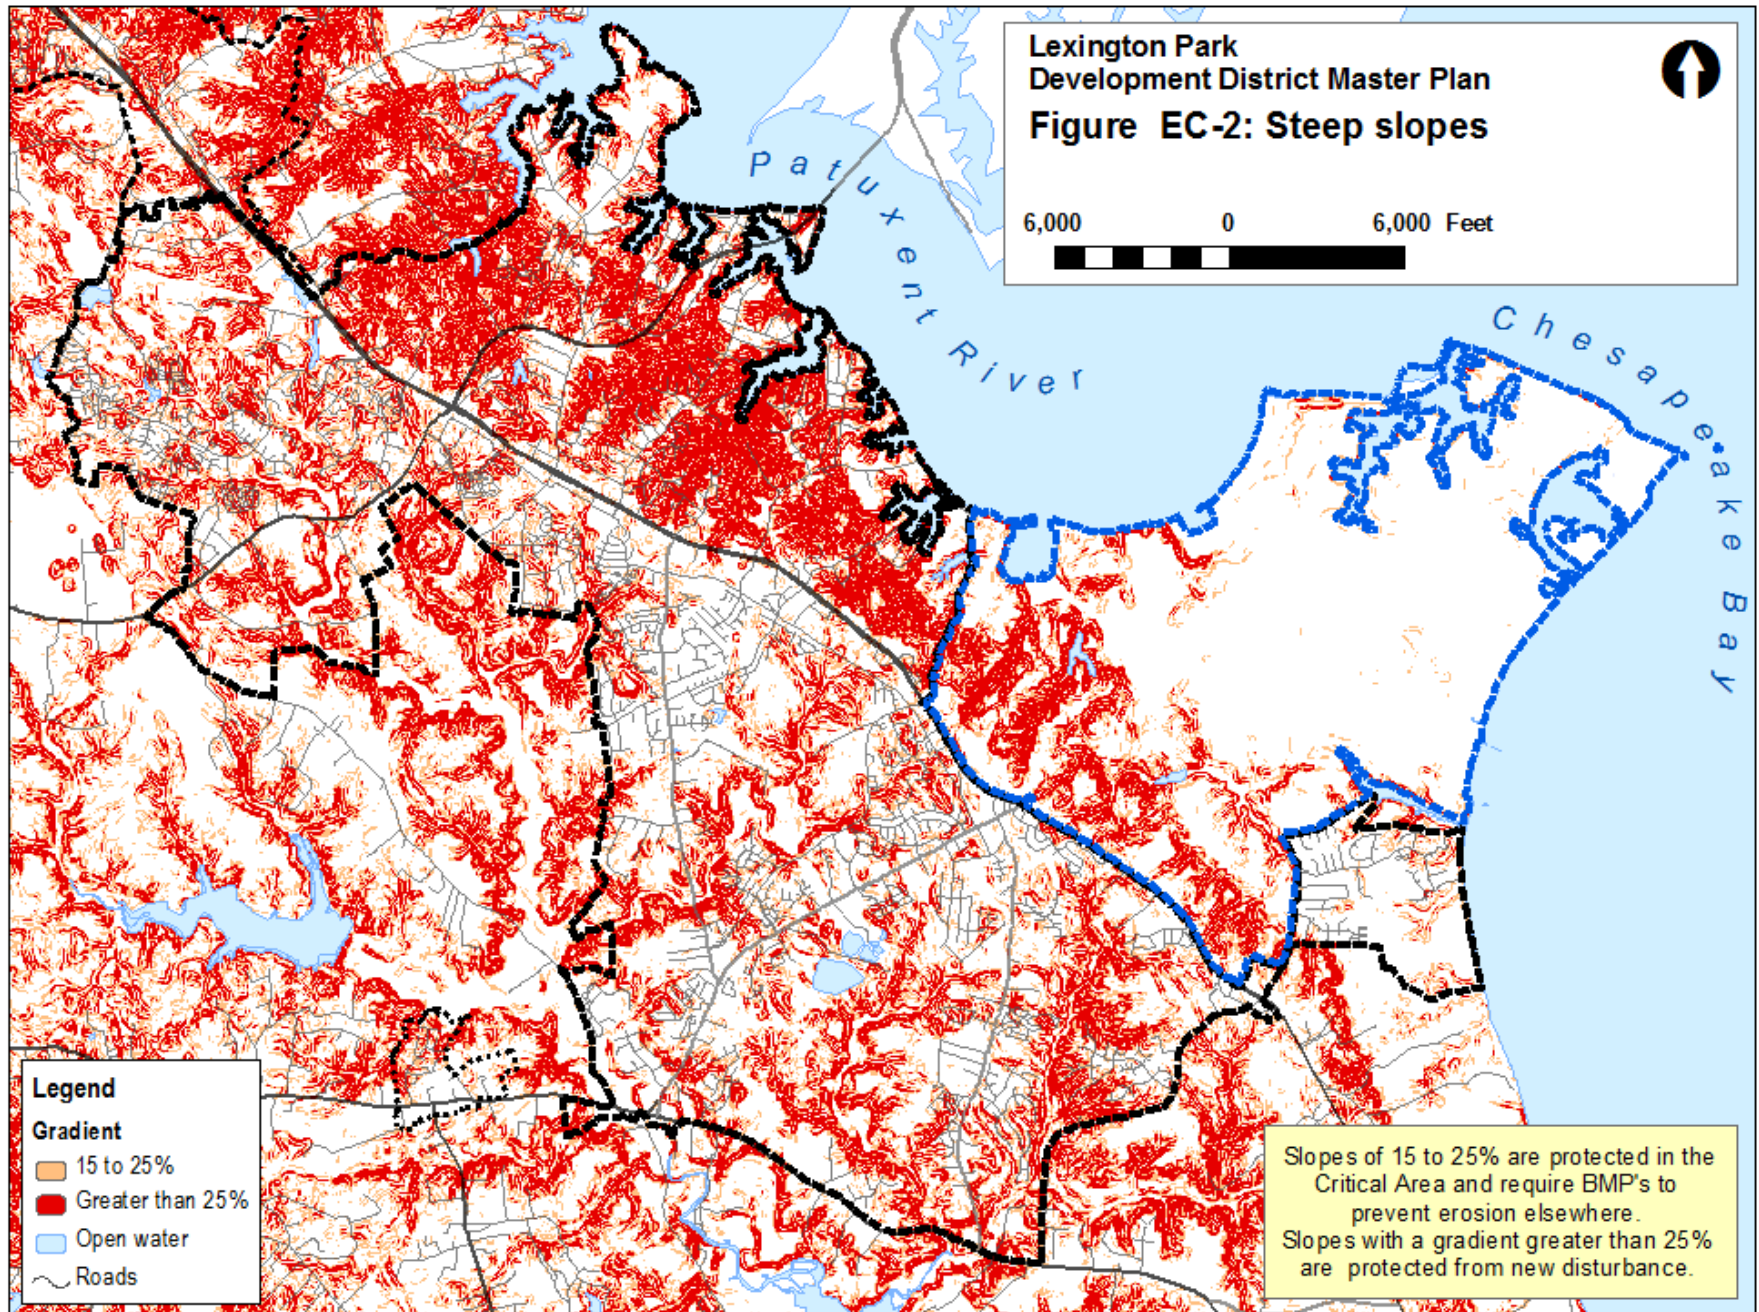 Lexington Park
Development District Master Plan
Figure EC-2: Steep slopes
6,000 0 6,000 Feet
Patuxent River
Chesapeake Bay
Legend
Gradient
15 to 25%
Greater than 25%
Open water
Roads
Slopes of 15 to 25% are protected in the
Critical Area and require BMP's to
prevent erosion elsewhere.
Slopes with a gradient greater than 25%
are protected from new disturbance.